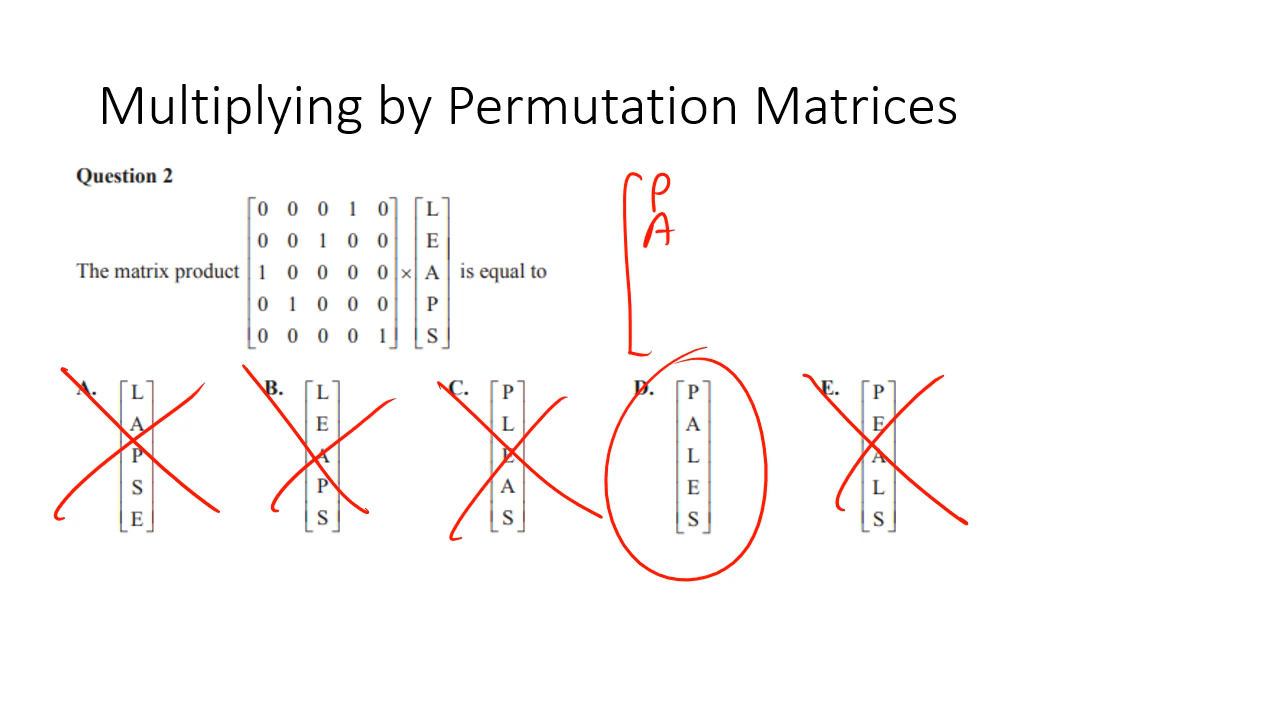 Multiplying by Permutation Matrices
Question 2
The matrix product
0 0 0 1 0
0 0 1 0 0
1 0 0 0 0
0 1 0 0 0
0 0 0 0 1
×
L
E
A
P
S
is equal to
P
A
A.
L
A
P
S
E
B.
L
E
A
P
S
C.
P
L
E
A
S
D.
P
A
L
E
S
E.
P
E
A
L
S